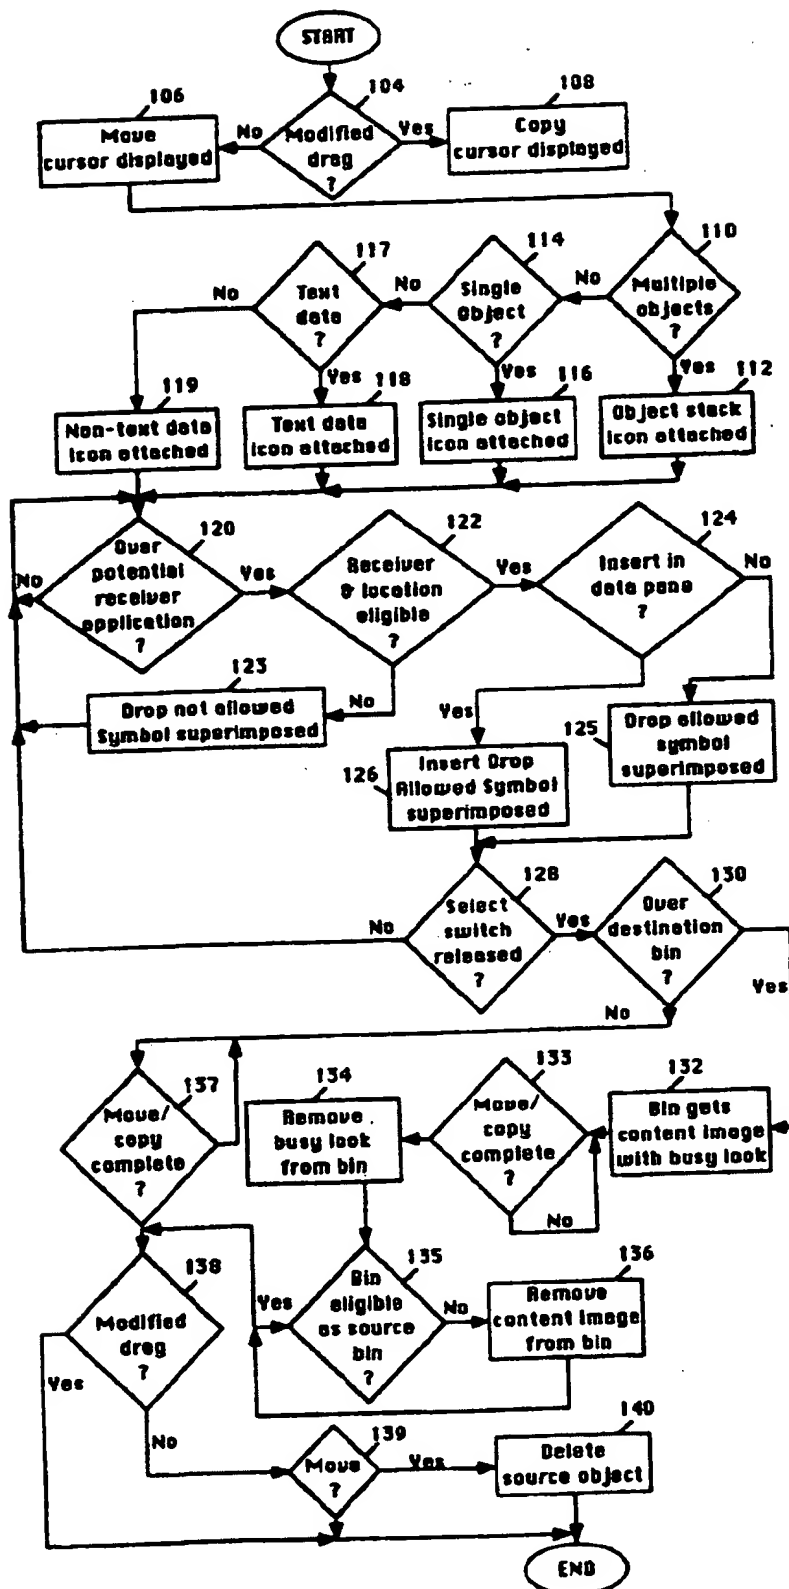 START
104
106
108
Move
cursor displayed
No
Modified
drag
?
Yes
Copy
cursor displayed
110
114
117
Multiple
objects
?
No
Single
Object
?
No
Text
data
?
No
Yes
Yes
Yes
119
118
116
112
Non-text data
icon attached
Text data
icon attached
Single object
icon attached
Object stack
icon attached
120
122
124
Over
potential
receiver
application
?
No
Yes
Receiver
& location
eligible
?
Yes
Insert in
data pane
?
No
123
Drop not allowed
Symbol superimposed
No
Yes
125
Drop allowed
symbol
superimposed
126
Insert Drop
Allowed Symbol
superimposed
128
130
No
Select
switch
released
?
Yes
Over
destination
bin
?
Yes
No
137
134
133
132
Move/
copy
complete
?
Remove
busy look
from bin
Move/
copy
complete
?
Bin gets
content image
with busy look
No
138
135
136
Modified
drag
?
Yes
Bin
eligible
as source
bin
?
No
Remove
content image
from bin
Yes
No
139
140
Move
?
Yes
Delete
source object
END